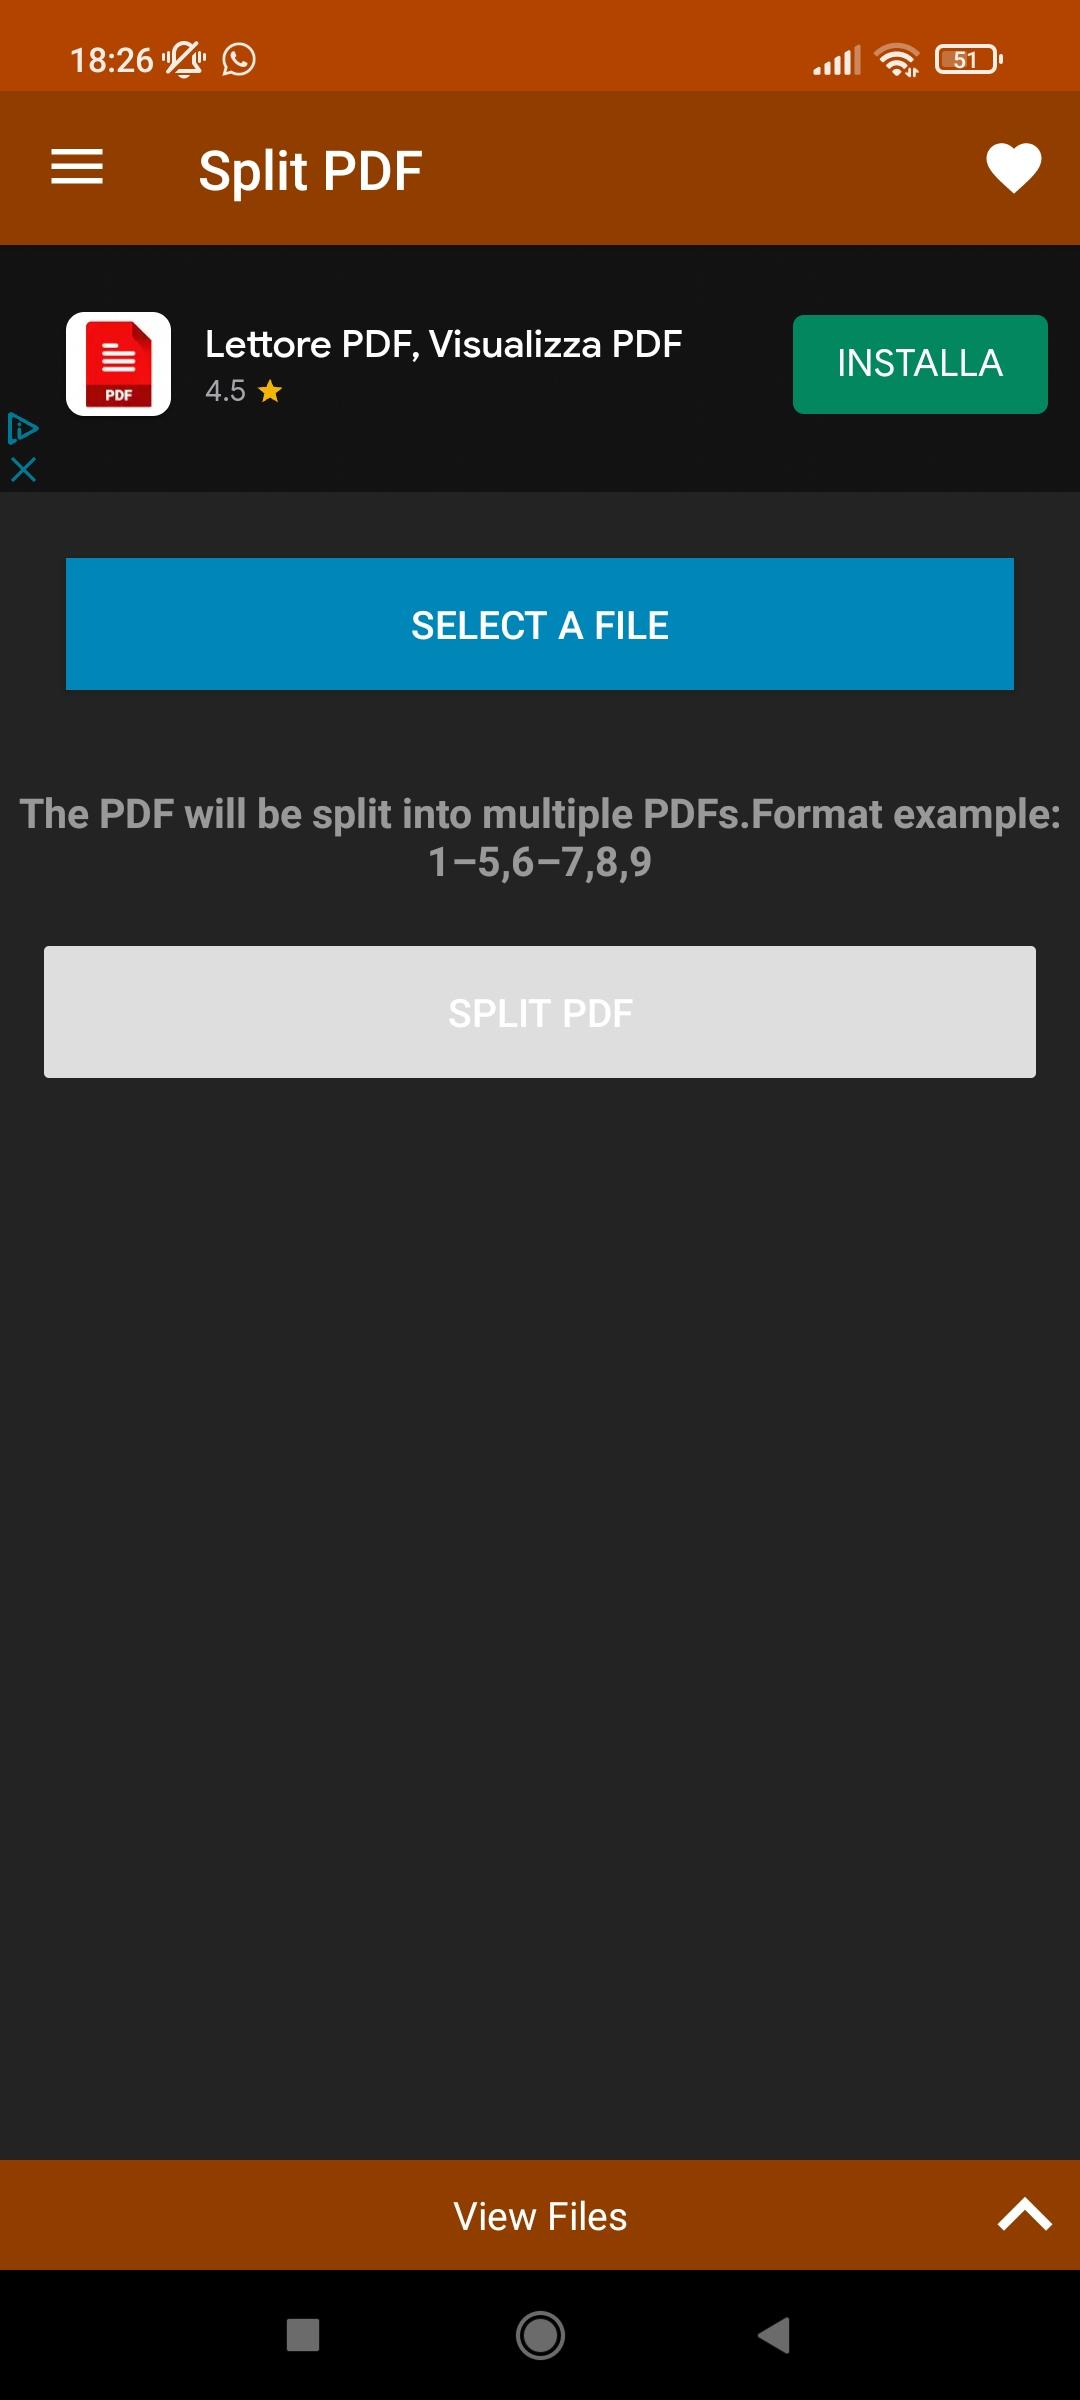 18:26
51
Split PDF
PDF
Lettore PDF, Visualizza PDF
4.5
INSTALLA
SELECT A FILE
The PDF will be split into multiple PDFs.Format example:
1–5,6–7,8,9
SPLIT PDF
View Files